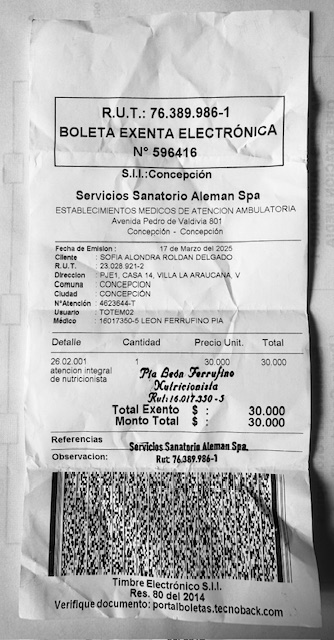 R.U.T.: 76.389.986-1
BOLETA EXENTA ELECTRÓNICA
N° 596416
S.I.I.:Concepción
Servicios Sanatorio Aleman Spa
ESTABLECIMIENTOS MEDICOS DE ATENCION AMBULATORIA
Avenida Pedro de Valdivia 801
Concepción - Concepción
Fecha de Emision : 17 de Marzo del 2025
Cliente : SOFIA ALONDRA ROLDAN DELGADO
R.U.T. : 23.028.921-2
Direccion : PJE1, CASA 14, VILLA LA ARAUCANA, V
Comuna : CONCEPCION
Ciudad : CONCEPCIÓN
N°Atención : 4623644-T
Usuario : TOTEM02
Médico : 16017350-5 LEON FERRUFINO PIA
Detalle Cantidad Precio Unit. Total
26.02.001 1 30.000 30.000
atencion integral
de nutricionista
Pía León Ferrufino
Nutricionista
Rut: 16.017.350-5
Total Exento $ : 30.000
Monto Total $ : 30.000
Referencias
Servicios Sanatorio Aleman Spa.
Observacion: Rut: 76.389.986-1
Timbre Electrónico S.I.I.
Res. 80 del 2014
Verifique documento: portalboletas.tecnoback.com